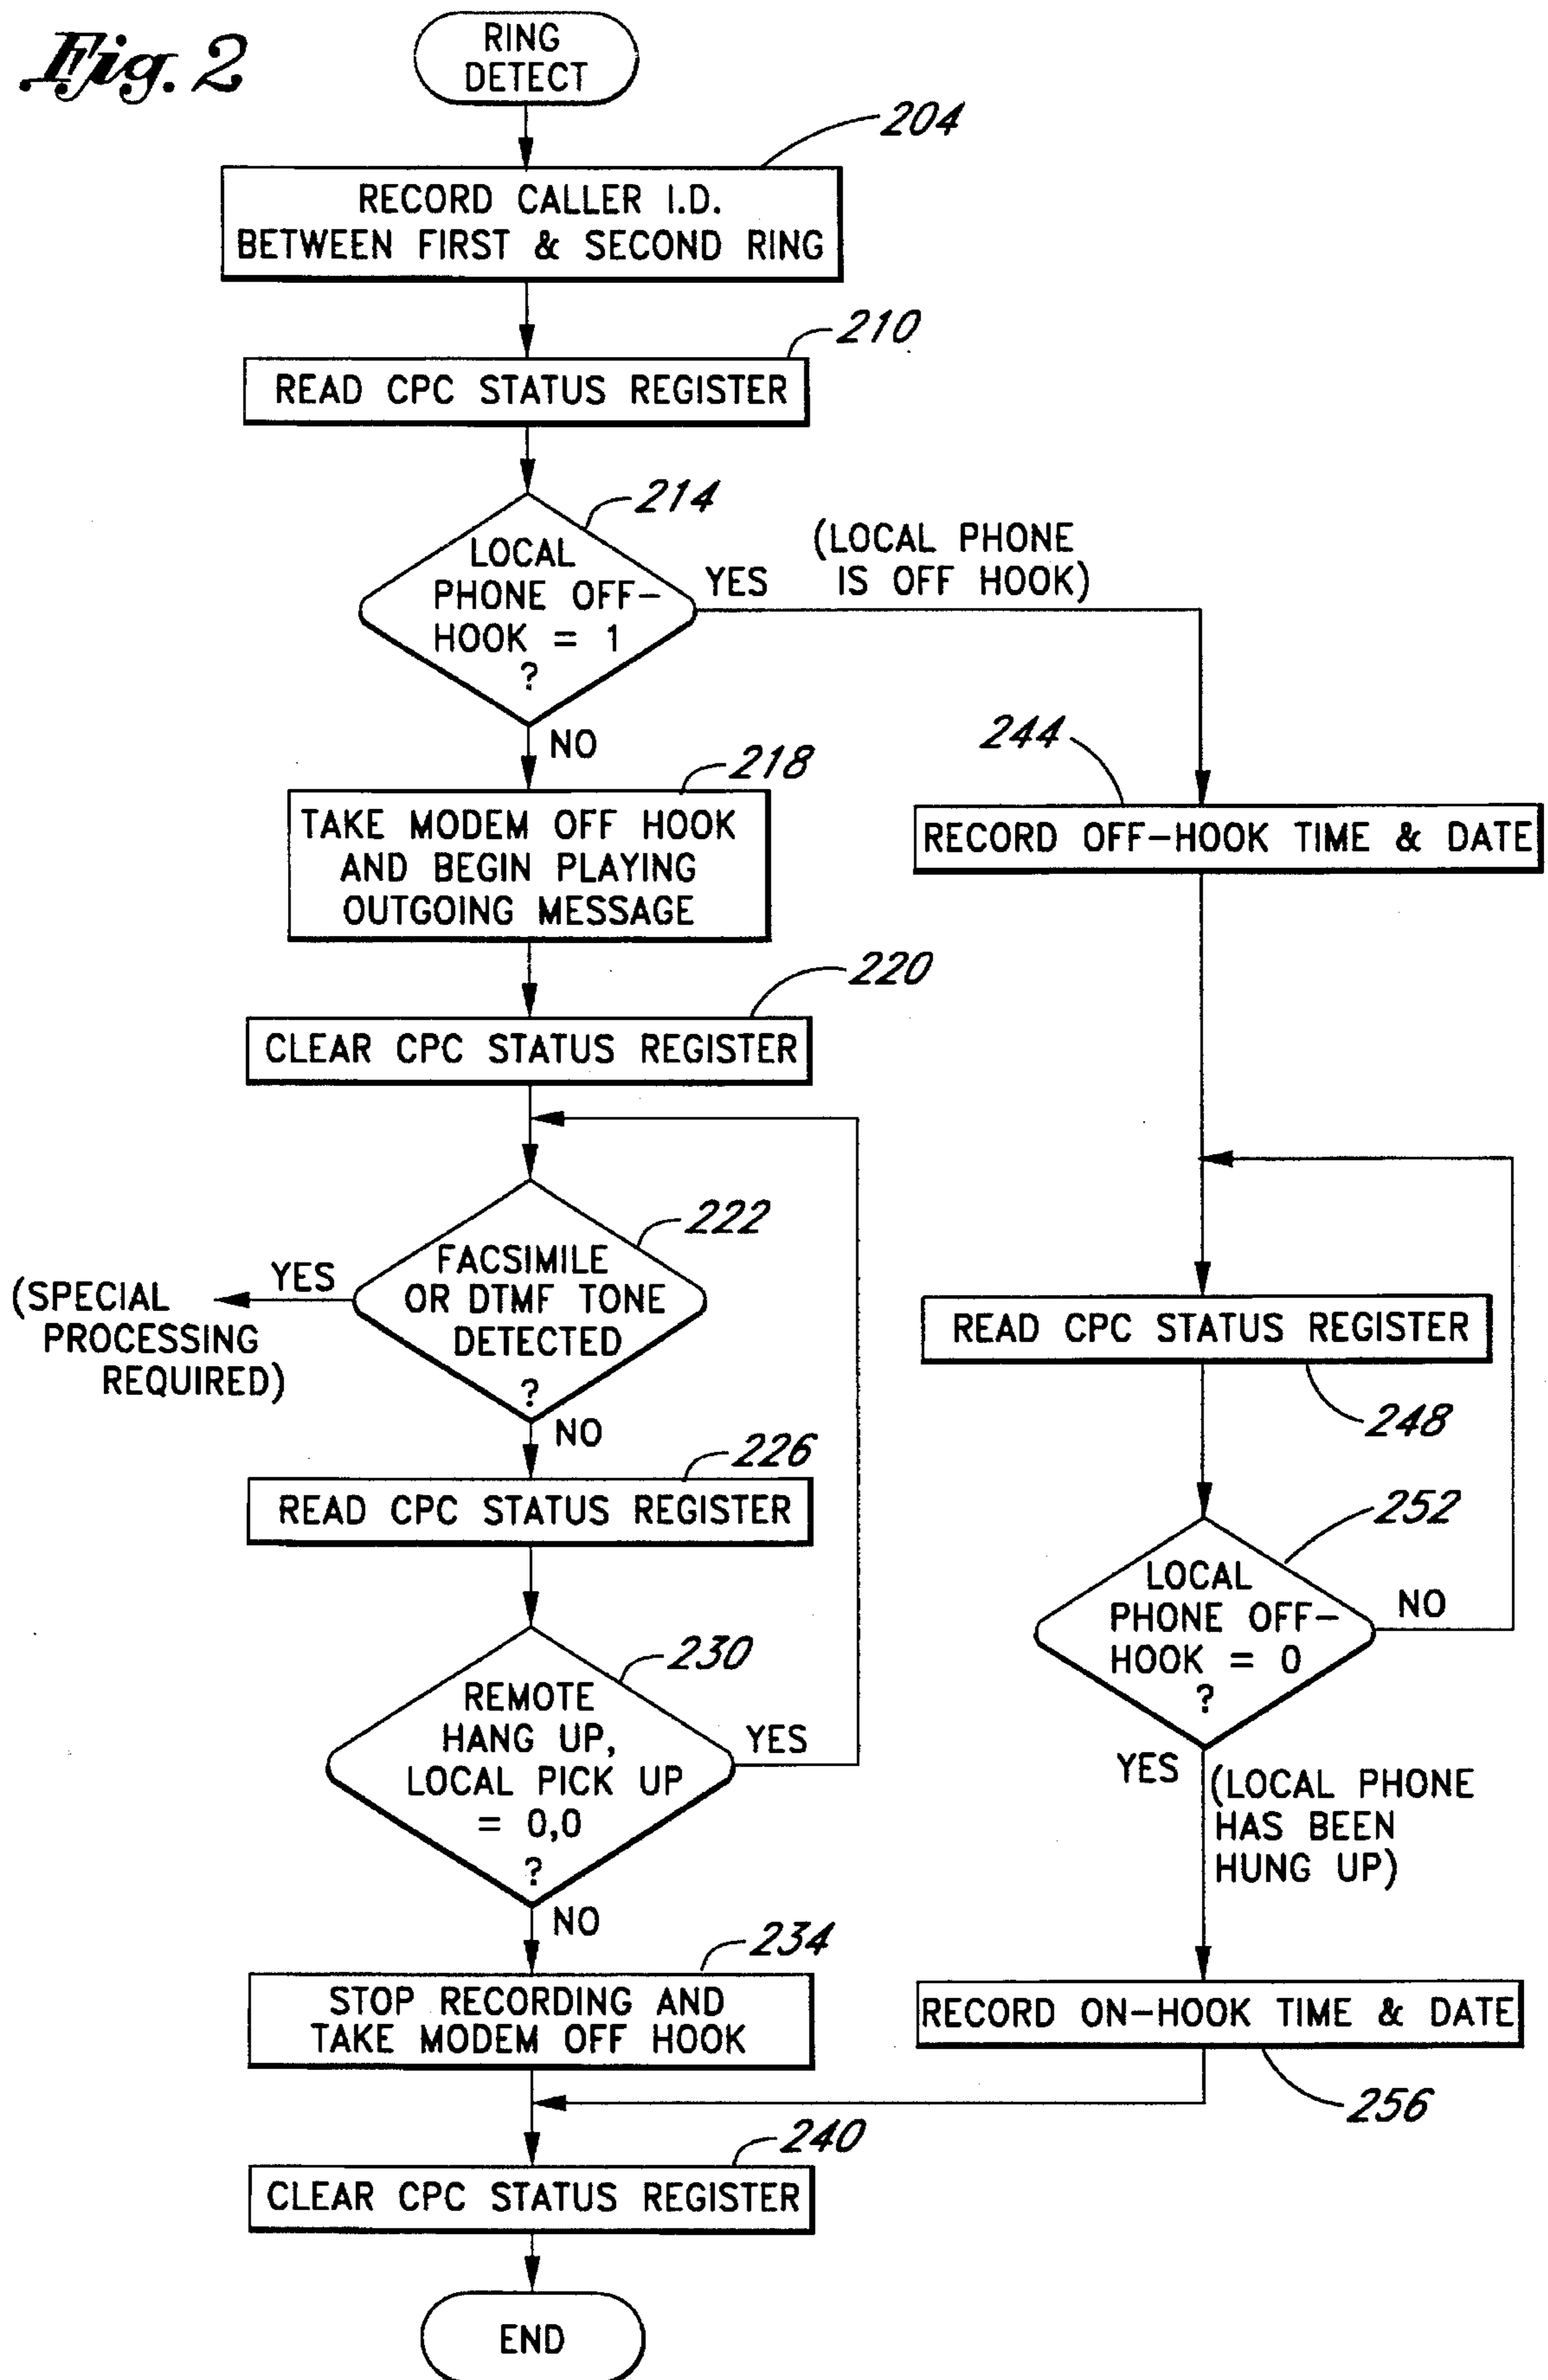 Fig. 2
RING
DETECT
204
RECORD CALLER I.D.
BETWEEN FIRST & SECOND RING
210
READ CPC STATUS REGISTER
214
LOCAL
PHONE OFF-
HOOK = 1
?
YES
(LOCAL PHONE
IS OFF HOOK)
NO
218
TAKE MODEM OFF HOOK
AND BEGIN PLAYING
OUTGOING MESSAGE
244
RECORD OFF-HOOK TIME & DATE
220
CLEAR CPC STATUS REGISTER
222
FACSIMILE
OR DTMF TONE
DETECTED
?
YES
(SPECIAL
PROCESSING
REQUIRED)
NO
READ CPC STATUS REGISTER
248
226
READ CPC STATUS REGISTER
252
LOCAL
PHONE OFF-
HOOK = 0
?
NO
YES
(LOCAL PHONE
HAS BEEN
HUNG UP)
230
REMOTE
HANG UP,
LOCAL PICK UP
= 0,0
?
YES
NO
234
STOP RECORDING AND
TAKE MODEM OFF HOOK
RECORD ON-HOOK TIME & DATE
256
240
CLEAR CPC STATUS REGISTER
END